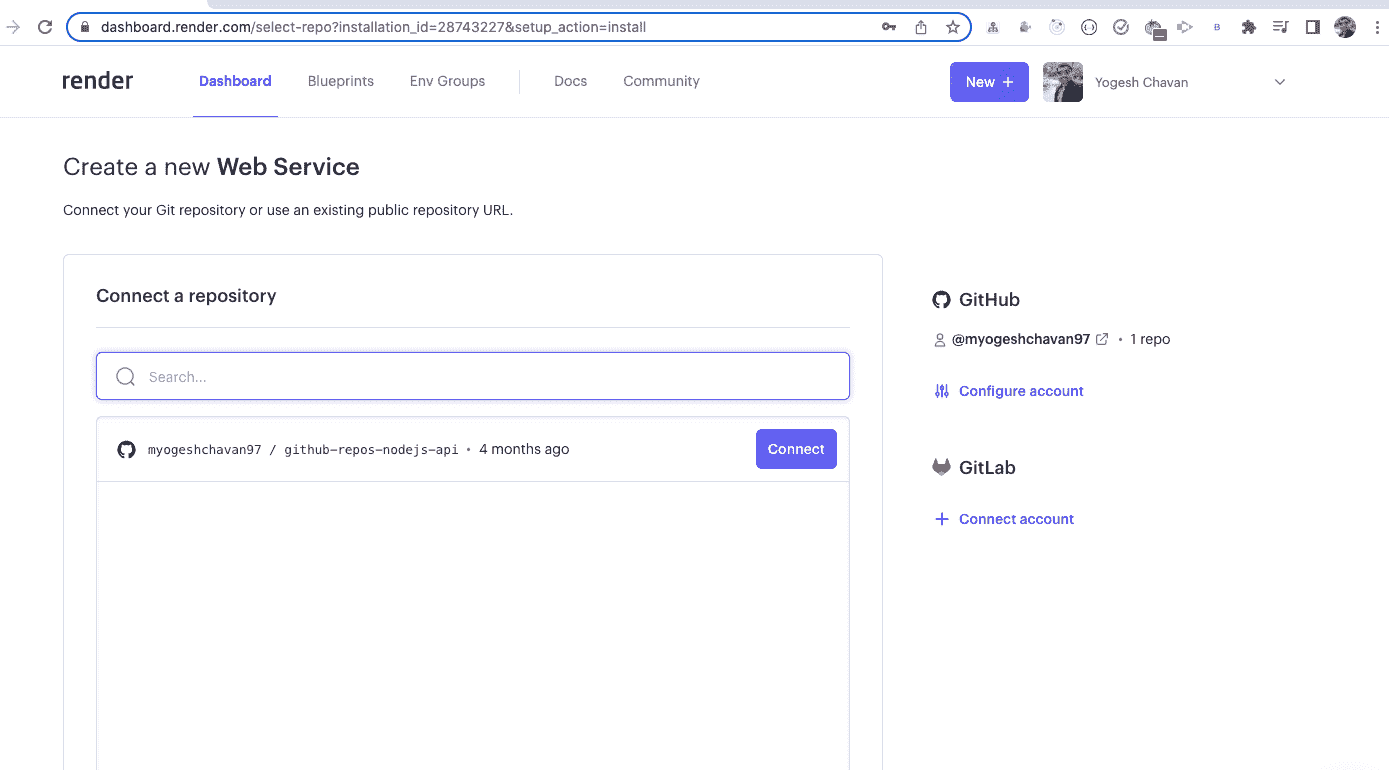 dashboard.render.com/select-repo?installation_id=28743227&setup_action=install
render Dashboard Blueprints Env Groups Docs Community New + Yogesh Chavan
Create a new Web Service
Connect your Git repository or use an existing public repository URL.
Connect a repository
Search...
myogeshchavan97 / github-repos-nodejs-api • 4 months ago Connect
GitHub
@myogeshchavan97 • 1 repo
Configure account
GitLab
Connect account